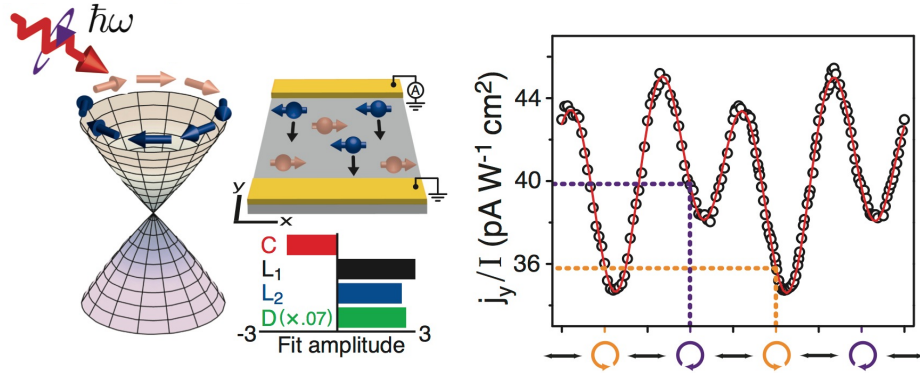 ħω
A
y
x
C
L₁
L₂
D(×.07)
-3
3
Fit amplitude
jy/I (pA W-1 cm2)
44
40
36